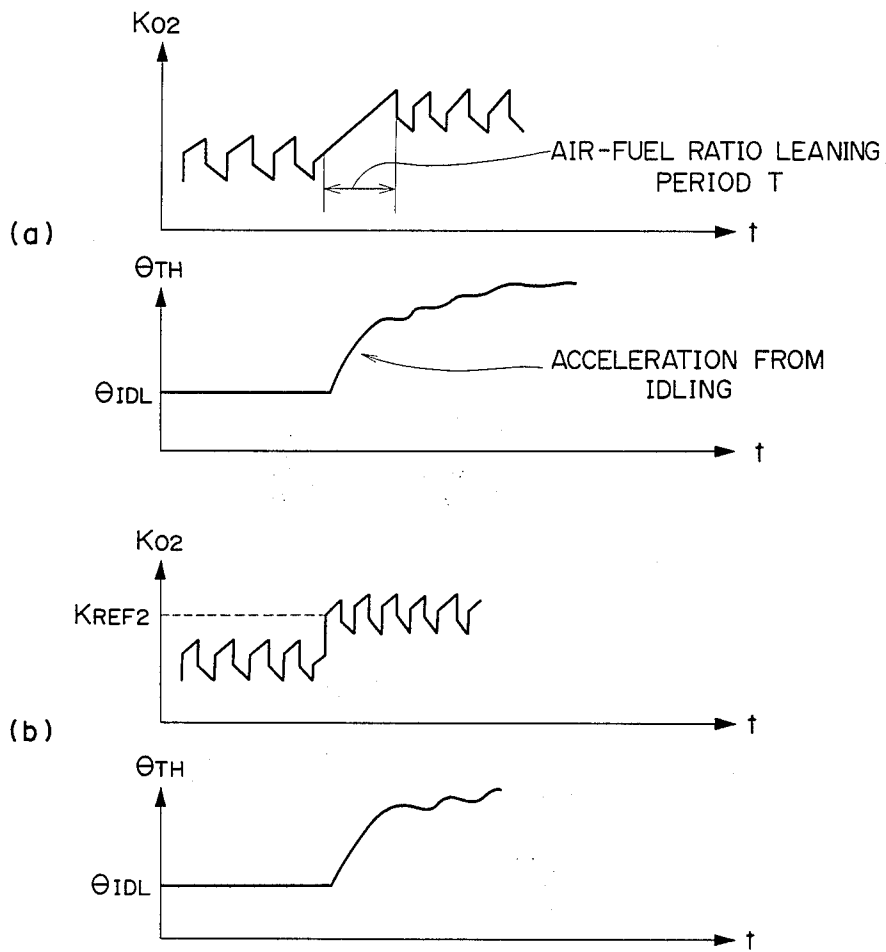 KO2
AIR-FUEL RATIO LEANING
PERIOD T
(a)
t
ΘTH
ACCELERATION FROM
IDLING
ΘIDL
t
KO2
KREF2
(b)
t
ΘTH
ΘIDL
t